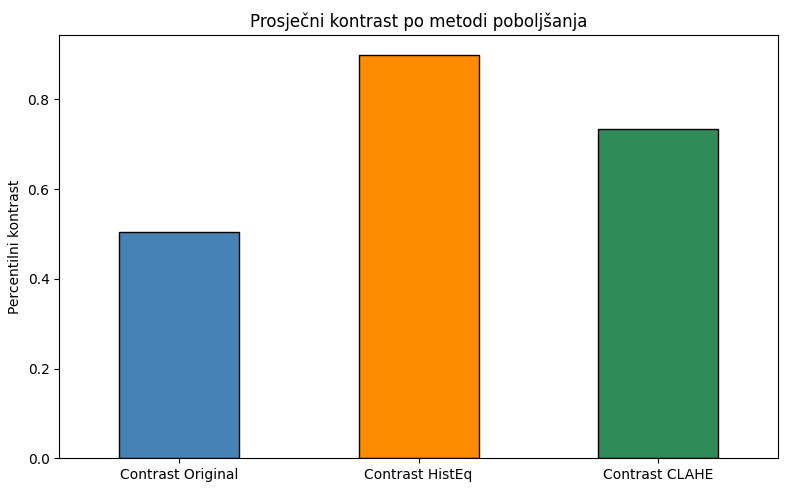 Prosječni kontrast po metodi poboljšanja
Percentilni kontrast
0.8
0.6
0.4
0.2
0.0
Contrast Original
Contrast HistEq
Contrast CLAHE